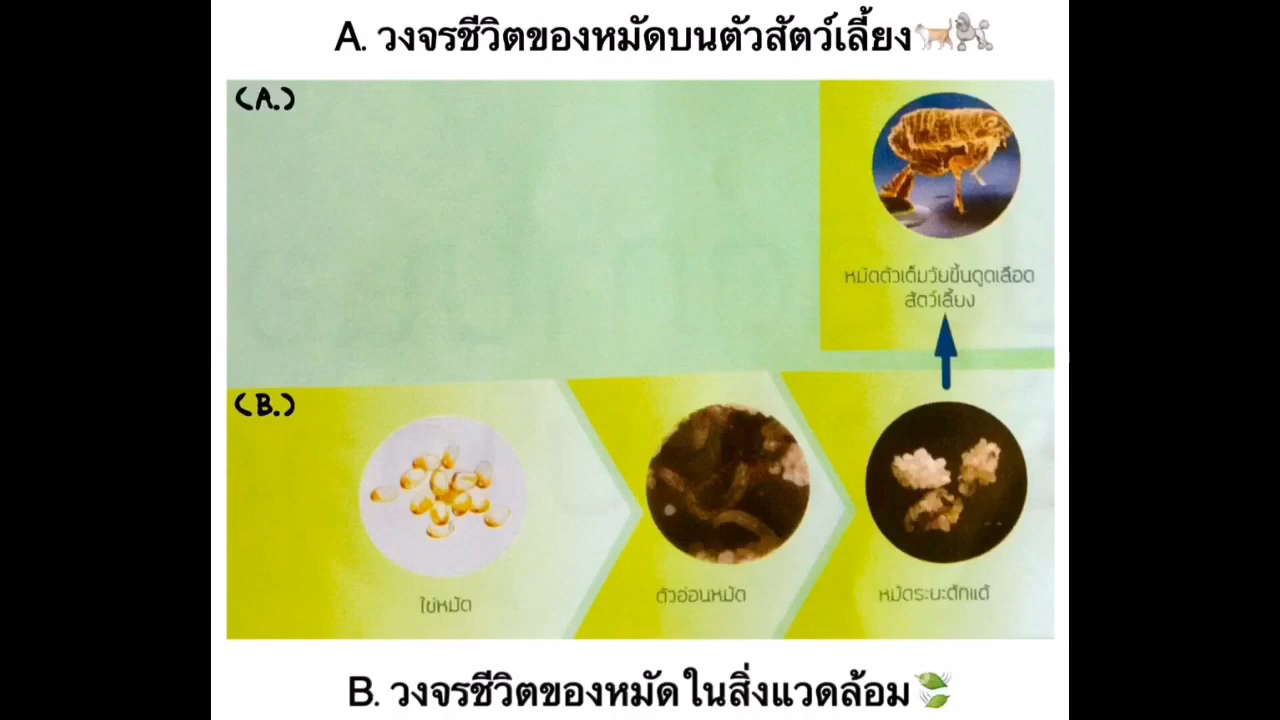 A. วงจรชีวิตของหมัดบนตัวสัตว์เลี้ยง🐈🐩
(A.)
หมัดตัวเต็มวัยขึ้นดูดเลือด
สัตว์เลี้ยง
(B.)
ไข่หมัด
ตัวอ่อนหมัด
หมัดระยะดักแด้
B. วงจรชีวิตของหมัดในสิ่งแวดล้อม🍃